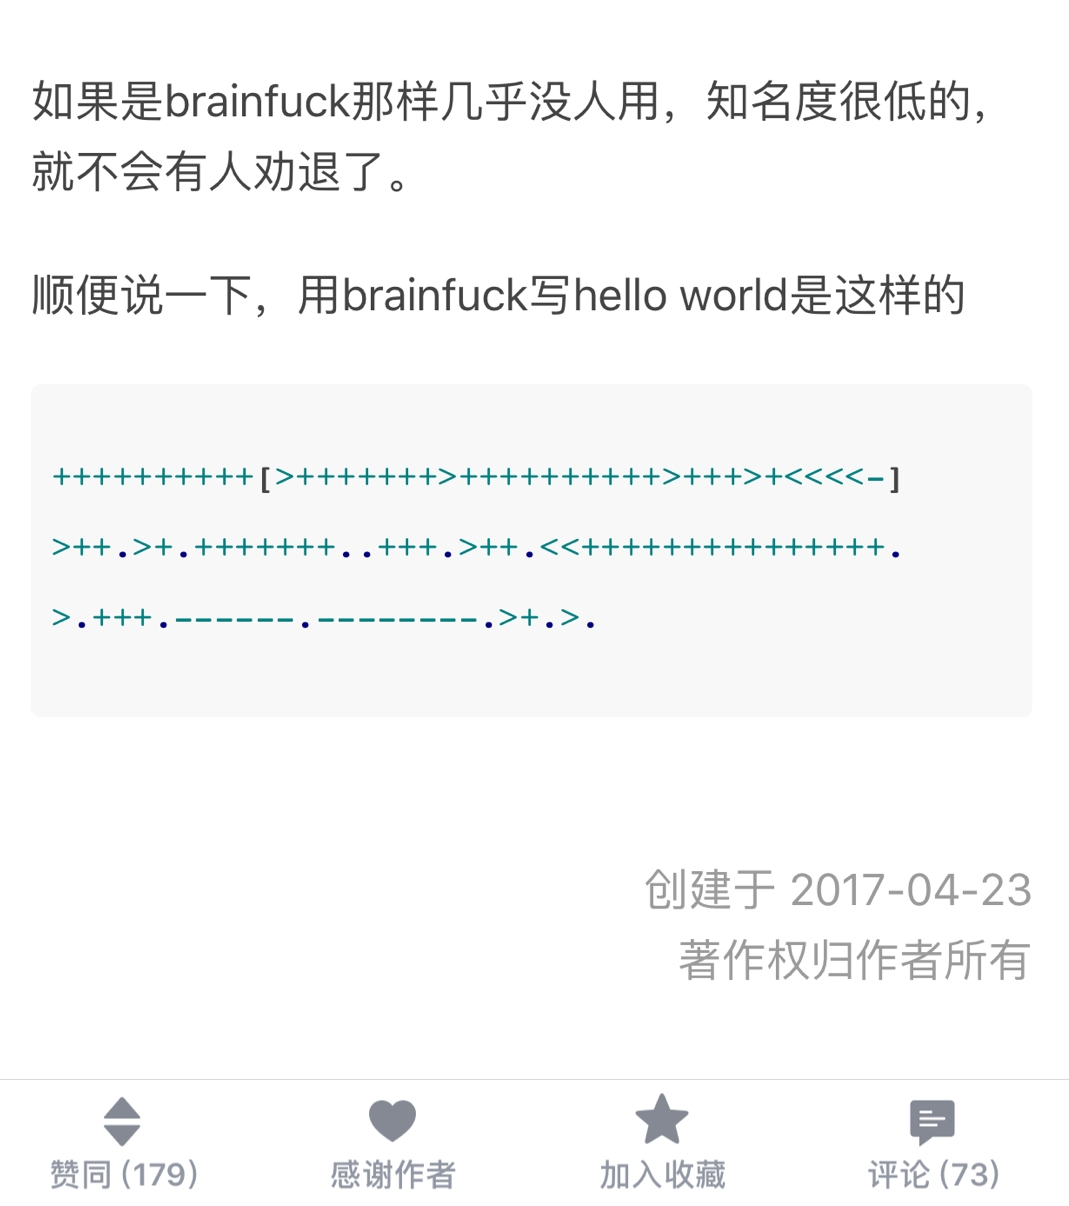 如果是brainfuck那样几乎没人用，知名度很低的，
就不会有人劝退了。
顺便说一下，用brainfuck写hello world是这样的
++++++++++[>+++++++>++++++++++>+++>+<<<<-]
>++.>+.+++++++..+++.>++.<<+++++++++++++++.
>.+++.------.--------.>+.>.
创建于 2017-04-23
著作权归作者所有
赞同 (179)
感谢作者
加入收藏
评论 (73)